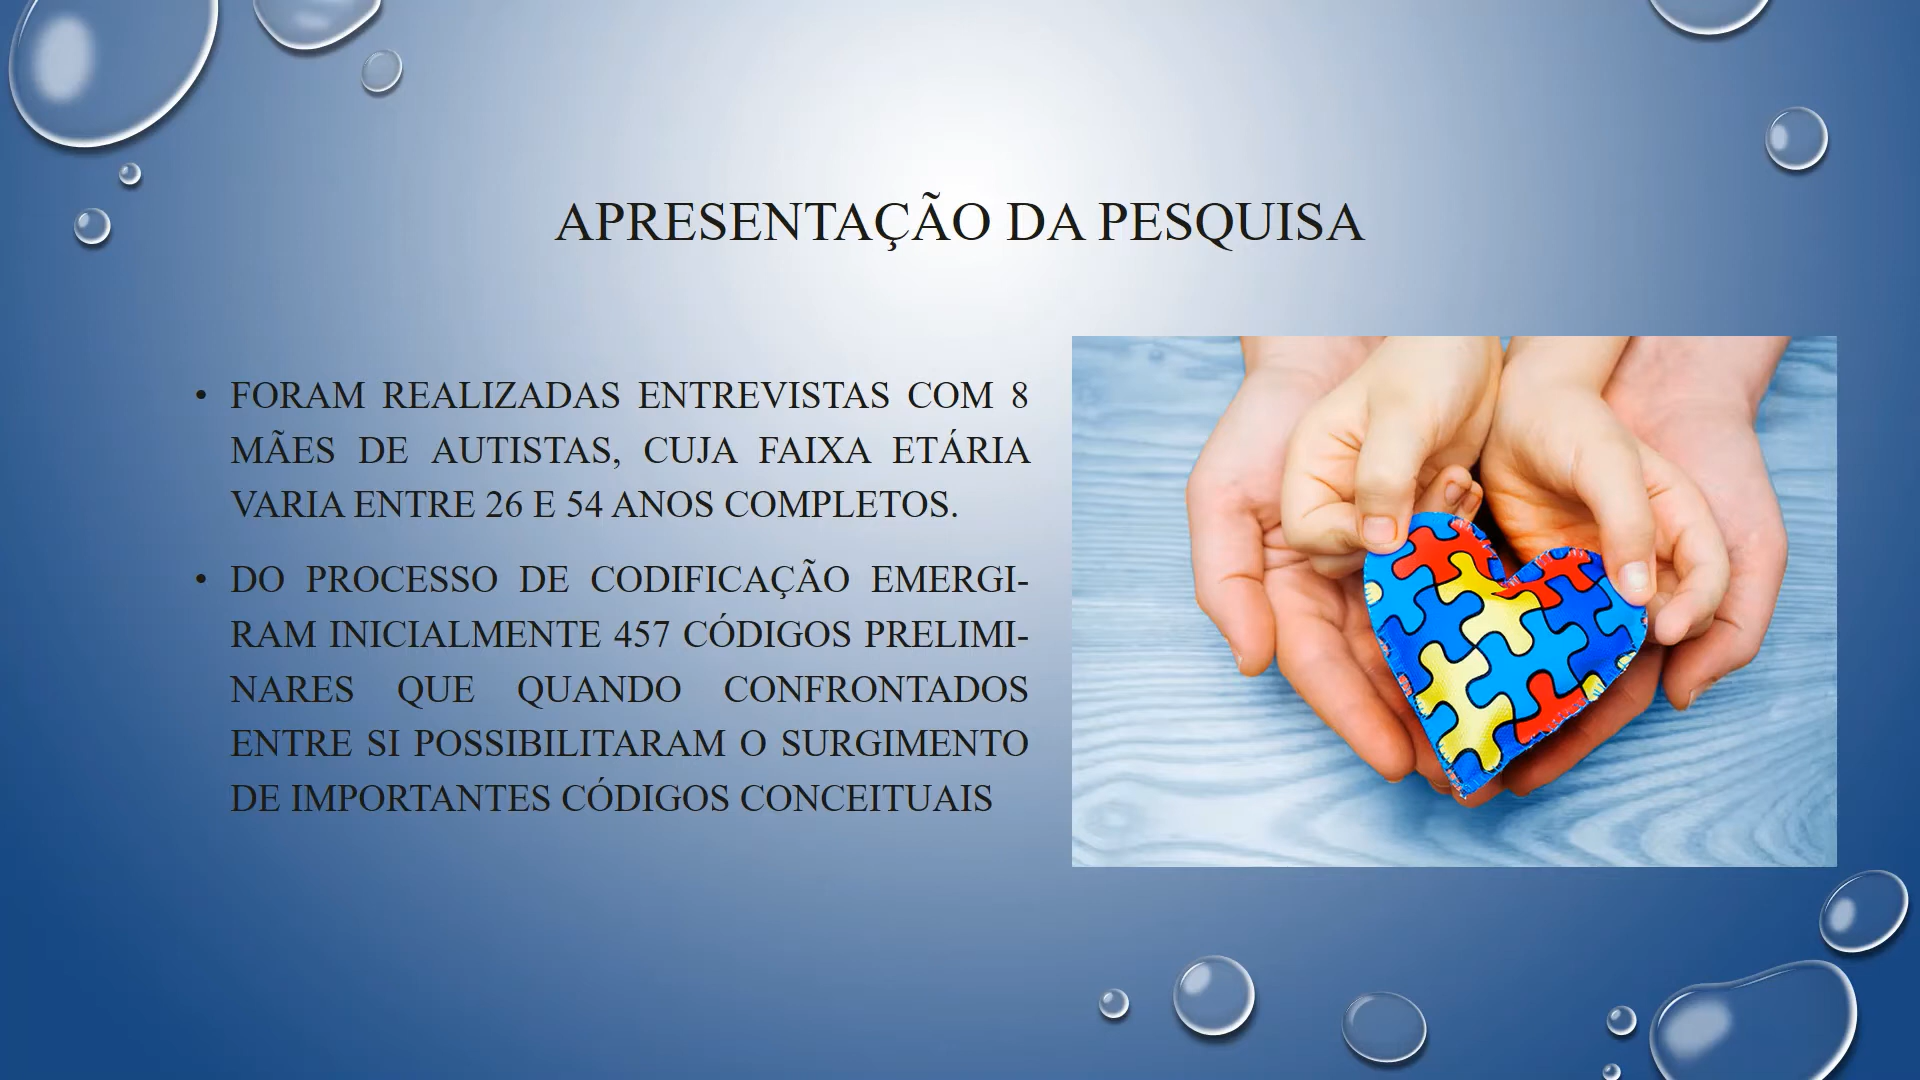 APRESENTAÇÃO DA PESQUISA
• FORAM REALIZADAS ENTREVISTAS COM 8
MÃES DE AUTISTAS, CUJA FAIXA ETÁRIA
VARIA ENTRE 26 E 54 ANOS COMPLETOS.
• DO PROCESSO DE CODIFICAÇÃO EMERGI-
RAM INICIALMENTE 457 CÓDIGOS PRELIMI-
NARES QUE QUANDO CONFRONTADOS
ENTRE SI POSSIBILITARAM O SURGIMENTO
DE IMPORTANTES CÓDIGOS CONCEITUAIS